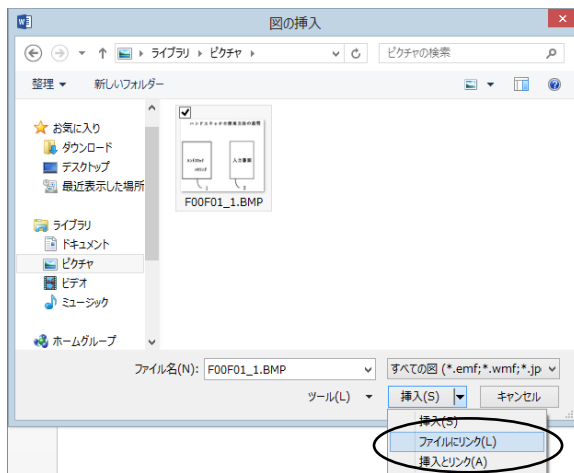 図の挿入
ライブラリ ▸ ピクチャ ▸
ピクチャの検索
整理 ▼ 新しいフォルダー
お気に入り
ダウンロード
デスクトップ
最近表示した場所
ライブラリ
ドキュメント
ピクチャ
ビデオ
ミュージック
ホームグループ
F00F01_1.BMP
ファイル名(N): F00F01_1.BMP
すべての図 (*.emf;*.wmf;*.jp
ツール(L) ▼ 挿入(S) ▼ キャンセル
挿入(S)
ファイルにリンク(L)
挿入とリンク(A)